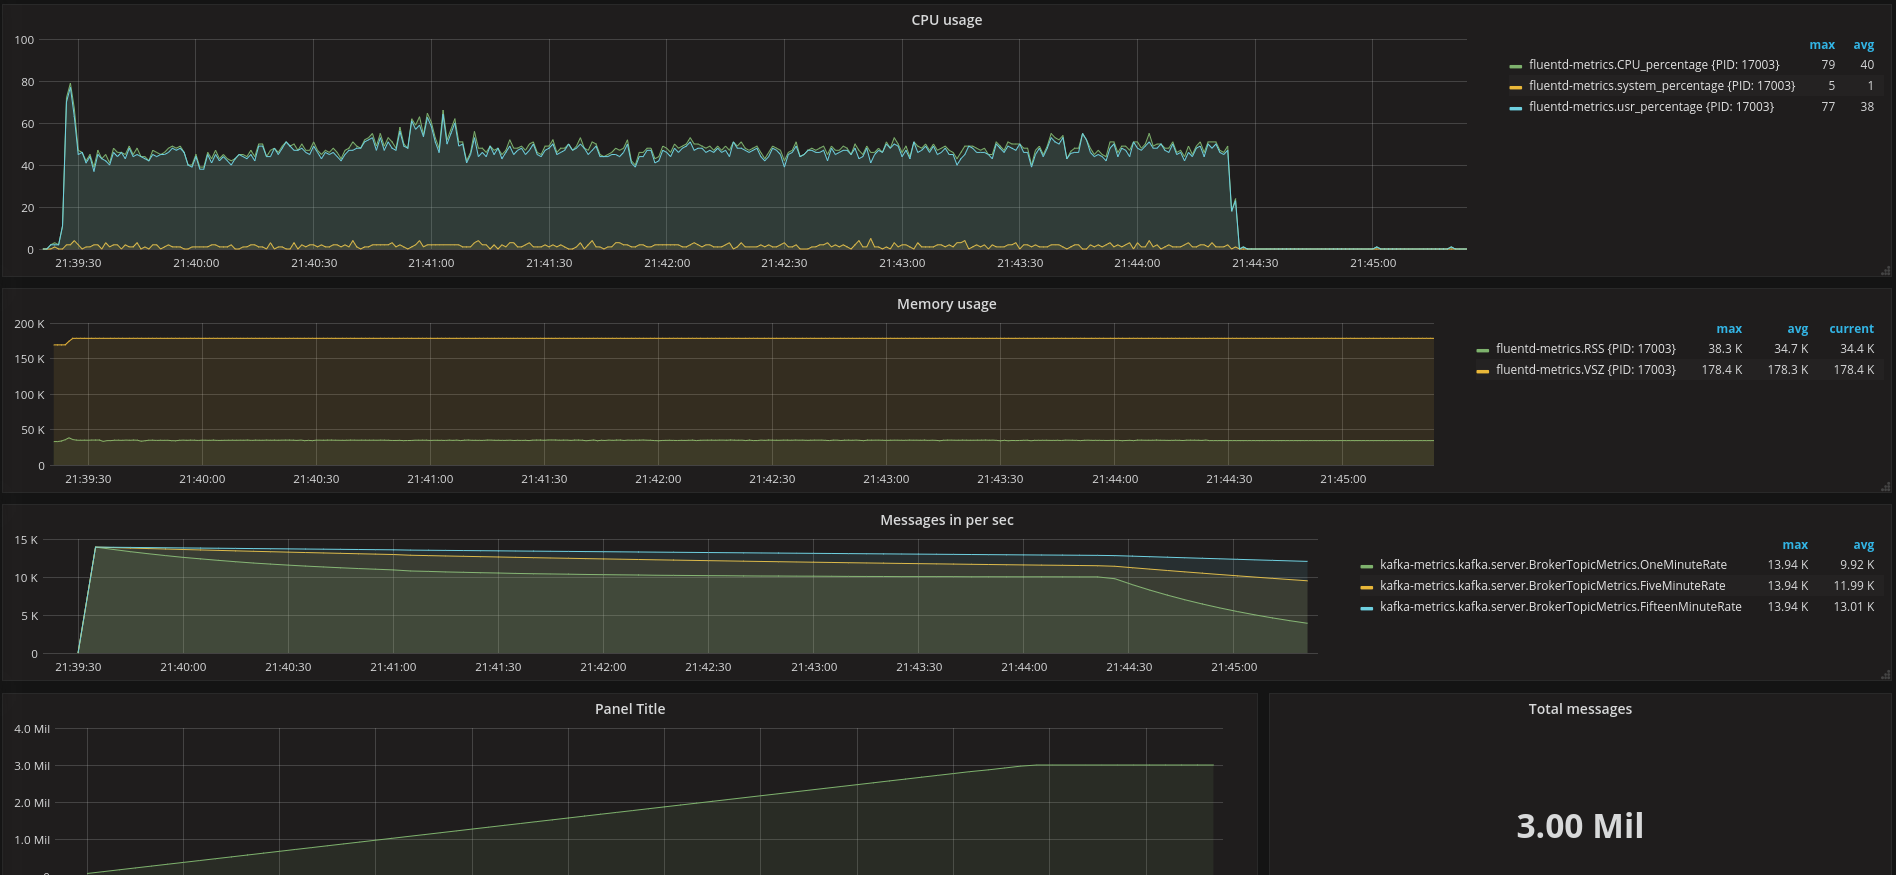 CPU usage
100
80
60
40
20
0
21:39:30 21:40:00 21:40:30 21:41:00 21:41:30 21:42:00 21:42:30 21:43:00 21:43:30 21:44:00 21:44:30 21:45:00
max avg
fluentd-metrics.CPU_percentage {PID: 17003} 79 40
fluentd-metrics.system_percentage {PID: 17003} 5 1
fluentd-metrics.usr_percentage {PID: 17003} 77 38
Memory usage
200 K
150 K
100 K
50 K
0
21:39:30 21:40:00 21:40:30 21:41:00 21:41:30 21:42:00 21:42:30 21:43:00 21:43:30 21:44:00 21:44:30 21:45:00
max avg current
fluentd-metrics.RSS {PID: 17003} 38.3 K 34.7 K 34.4 K
fluentd-metrics.VSZ {PID: 17003} 178.4 K 178.3 K 178.4 K
Messages in per sec
15 K
10 K
5 K
0
21:39:30 21:40:00 21:40:30 21:41:00 21:41:30 21:42:00 21:42:30 21:43:00 21:43:30 21:44:00 21:44:30 21:45:00
max avg
kafka-metrics.kafka.server.BrokerTopicMetrics.OneMinuteRate 13.94 K 9.92 K
kafka-metrics.kafka.server.BrokerTopicMetrics.FiveMinuteRate 13.94 K 11.99 K
kafka-metrics.kafka.server.BrokerTopicMetrics.FifteenMinuteRate 13.94 K 13.01 K
Panel Title
4.0 Mil
3.0 Mil
2.0 Mil
1.0 Mil
Total messages
3.00 Mil